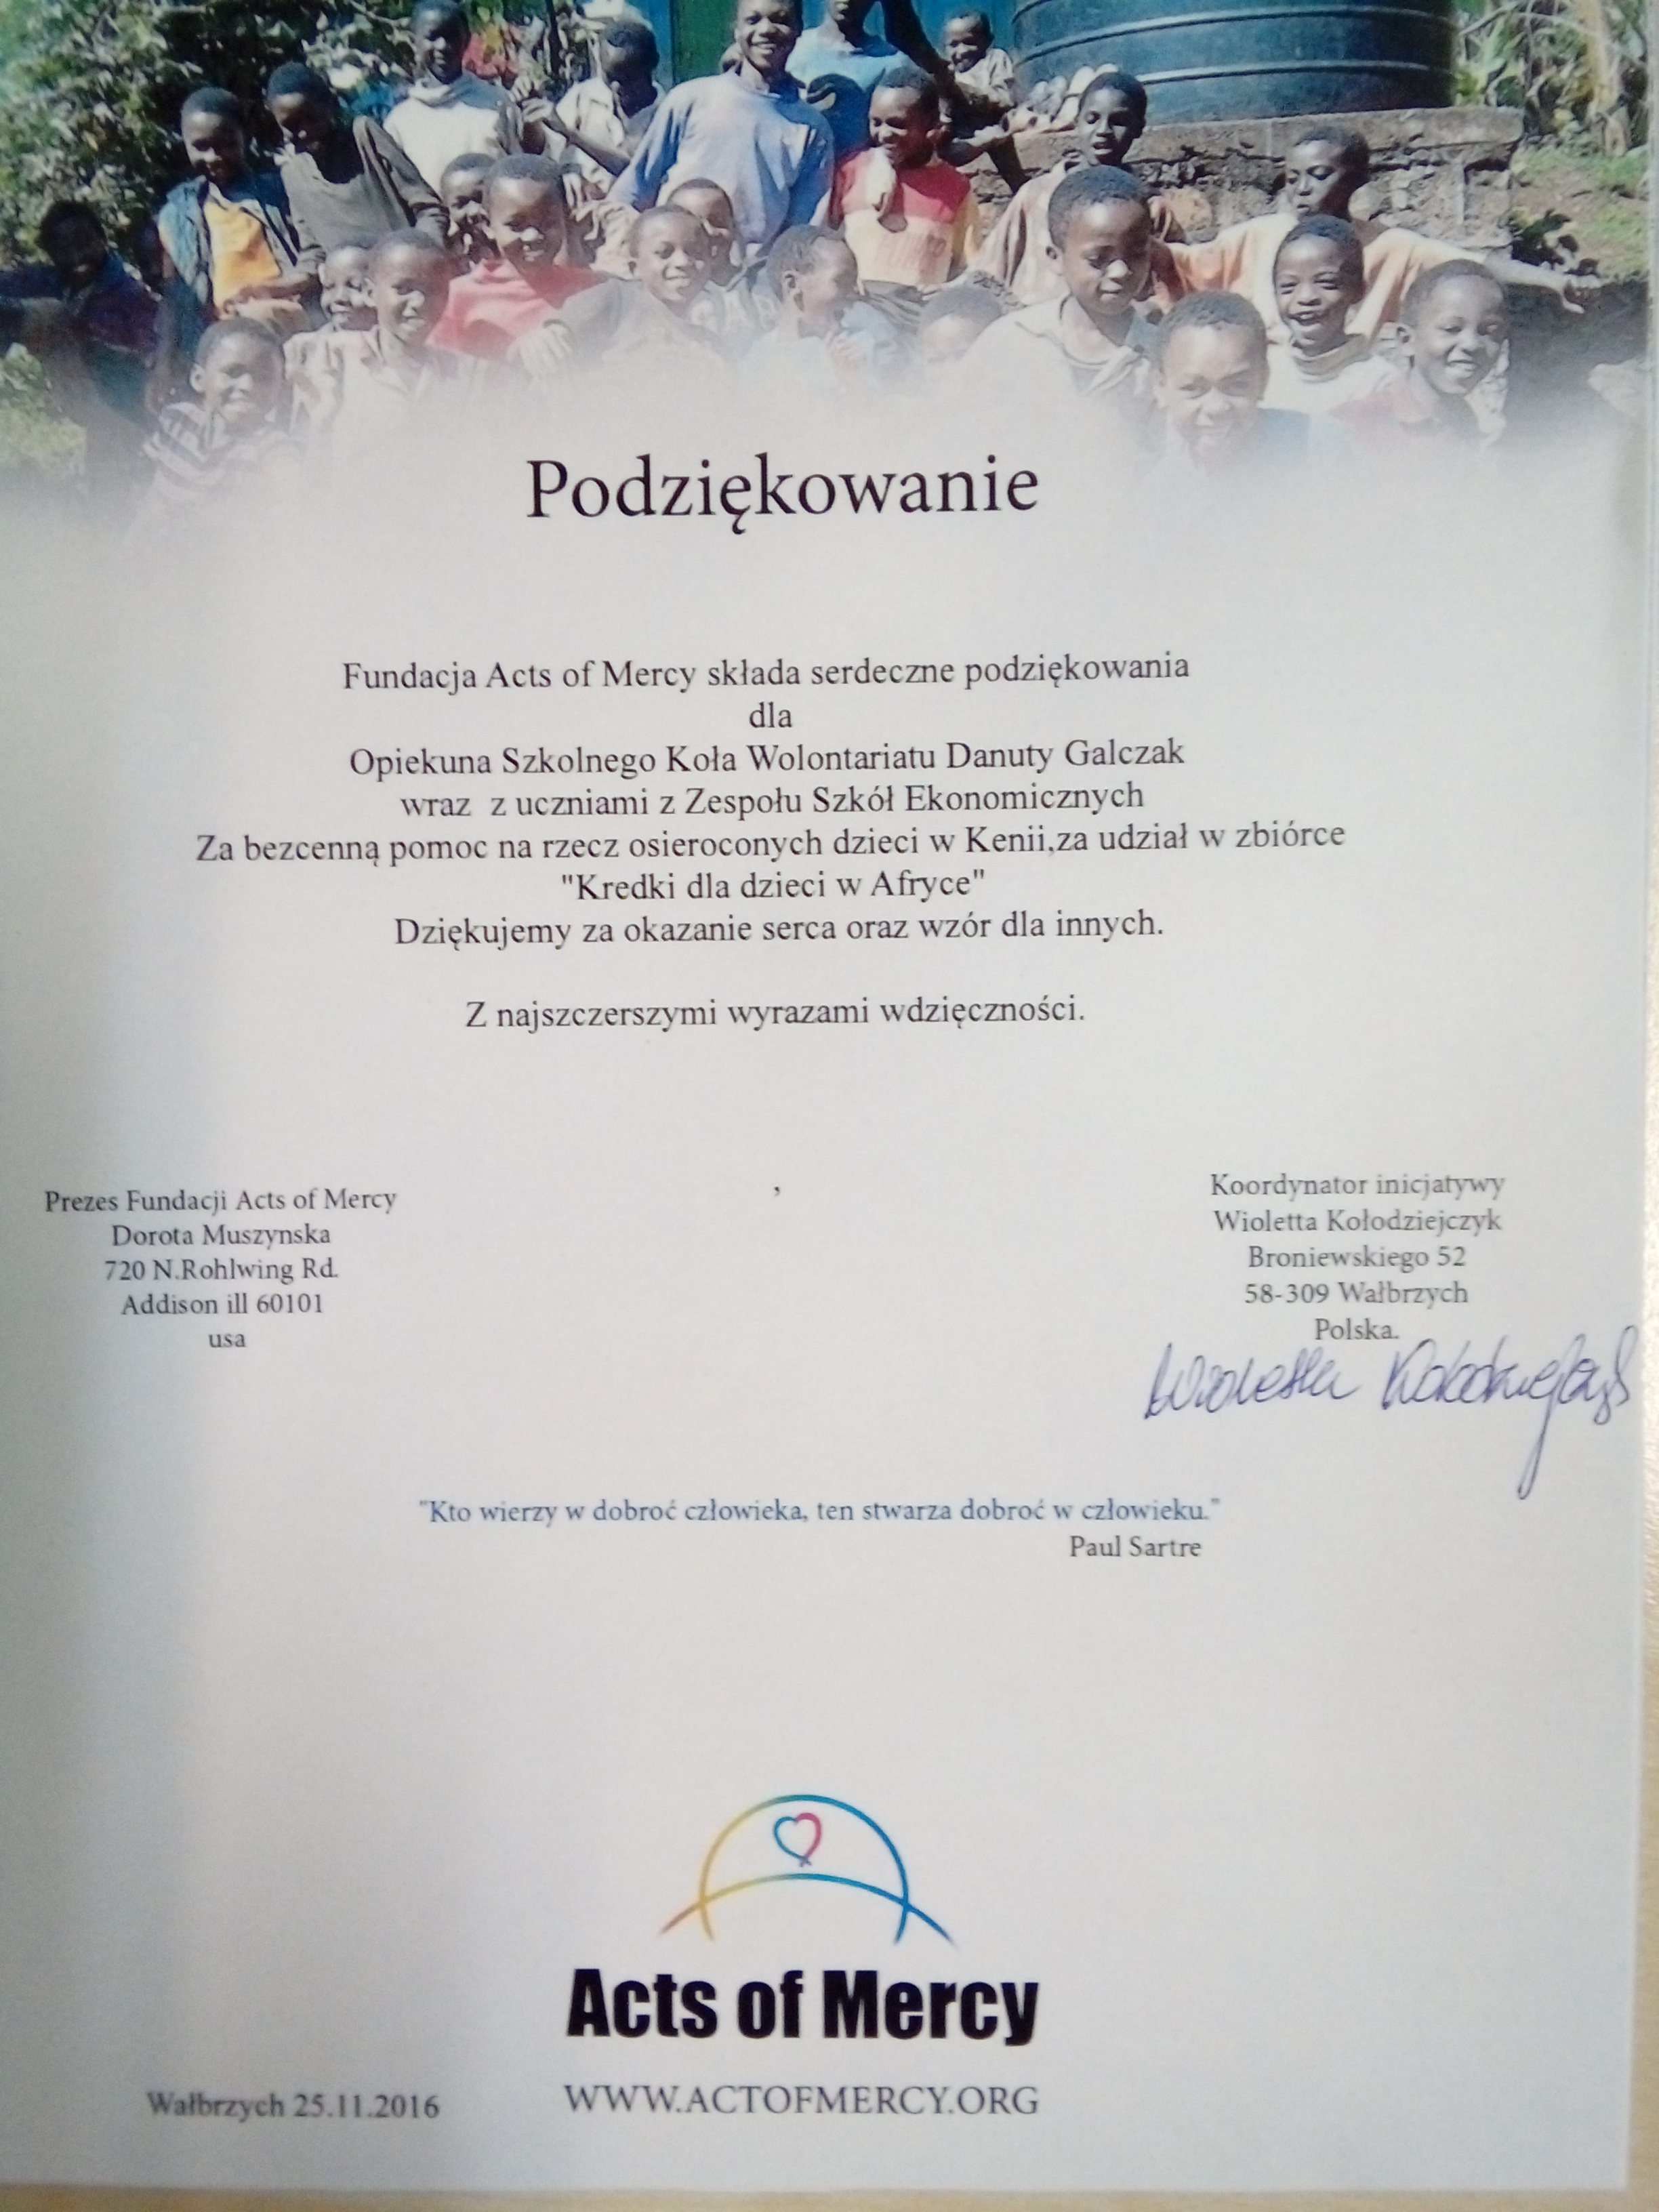 Podziękowanie
Fundacja Acts of Mercy składa serdeczne podziękowania
dla
Opiekuna Szkolnego Koła Wolontariatu Danuty Galczak
wraz z uczniami z Zespołu Szkół Ekonomicznych
Za bezcenną pomoc na rzecz osieroconych dzieci w Kenii,za udział w zbiórce
"Kredki dla dzieci w Afryce"
Dziękujemy za okazanie serca oraz wzór dla innych.
Z najszczerszymi wyrazami wdzięczności.
,
Prezes Fundacji Acts of Mercy
Dorota Muszynska
720 N.Rohlwing Rd.
Addison ill 60101
usa
Koordynator inicjatywy
Wioletta Kołodziejczyk
Broniewskiego 52
58-309 Wałbrzych
Polska.
Wioletta Kołodziejczyk
"Kto wierzy w dobroć człowieka, ten stwarza dobroć w człowieku."
Paul Sartre
Acts of Mercy
WWW.ACTOFMERCY.ORG
Wałbrzych 25.11.2016